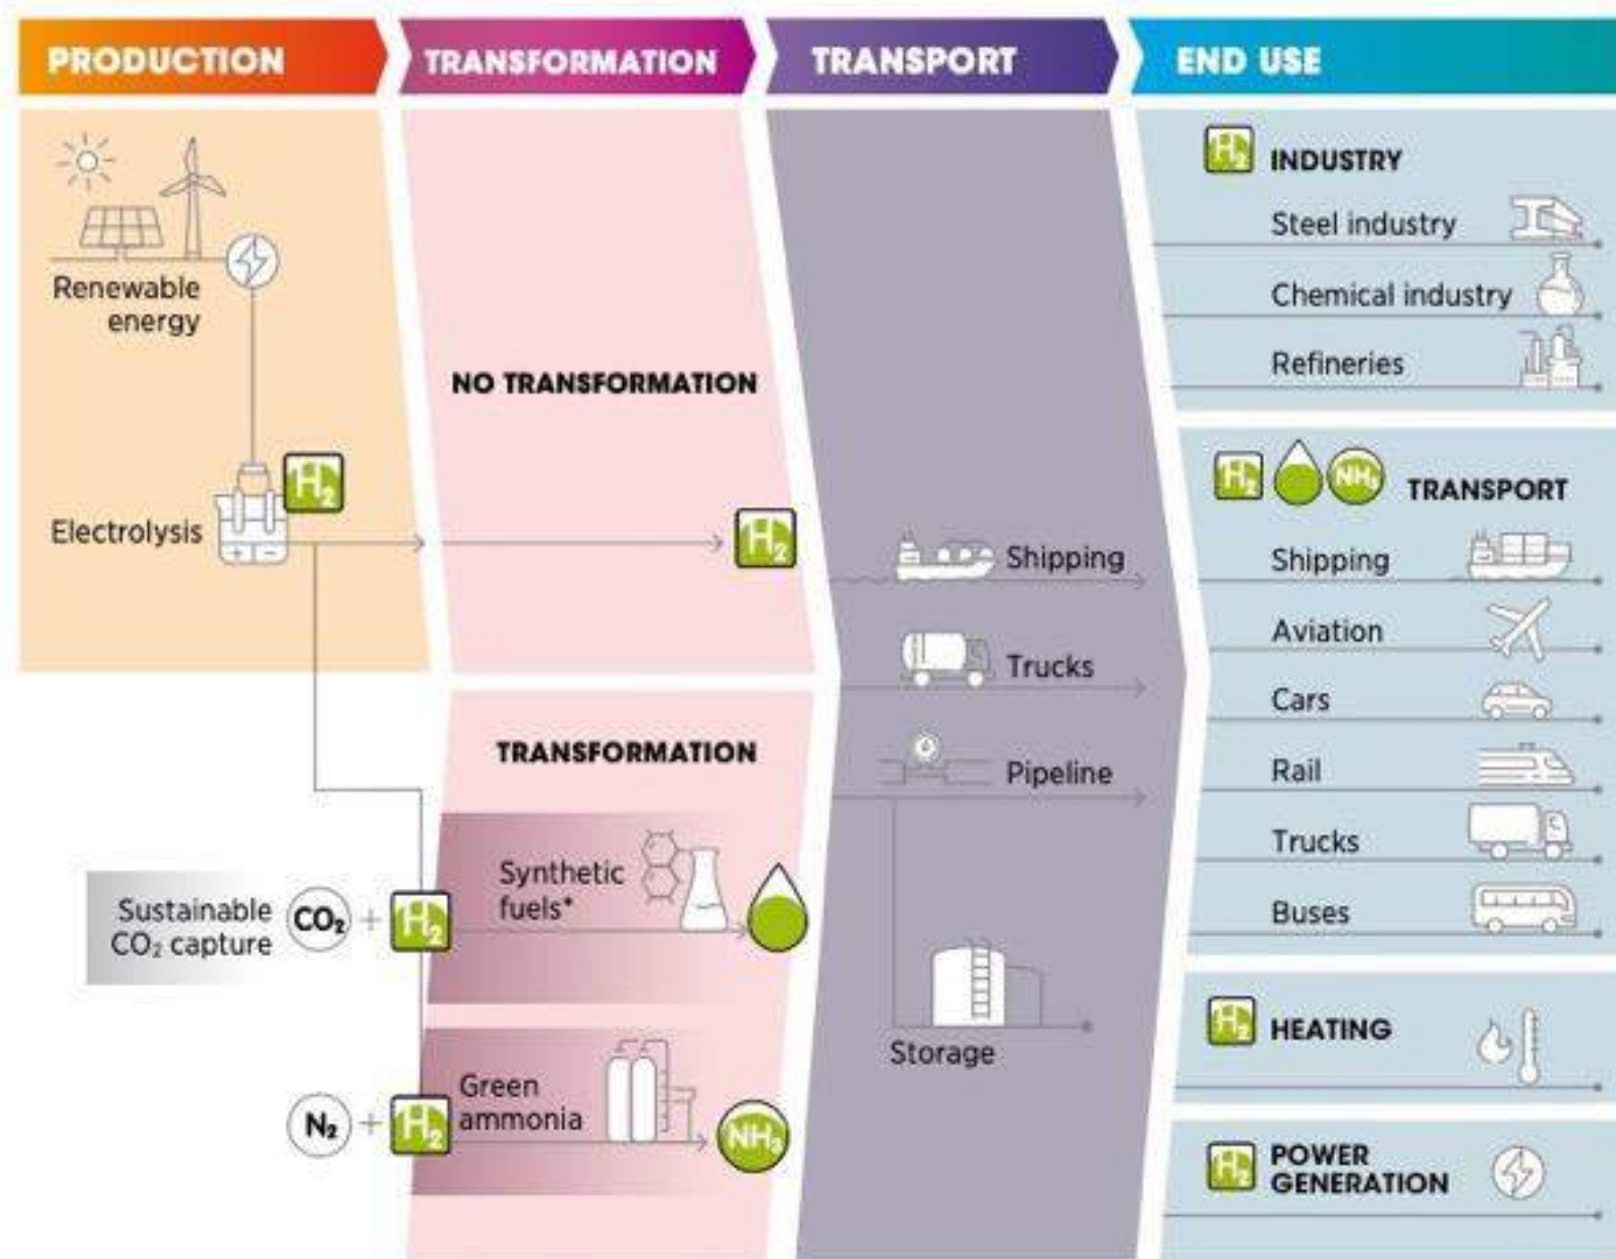 PRODUCTION
TRANSFORMATION
TRANSPORT
END USE
Renewable
energy
Electrolysis
H2
NO TRANSFORMATION
H2
TRANSFORMATION
Sustainable
CO₂ capture
CO₂
+
H2
Synthetic
fuels*
N₂
+
H2
Green
ammonia
NH3
Shipping
Trucks
Pipeline
Storage
H2 INDUSTRY
Steel industry
Chemical industry
Refineries
H2 NH3 TRANSPORT
Shipping
Aviation
Cars
Rail
Trucks
Buses
H2 HEATING
H2 POWER
GENERATION